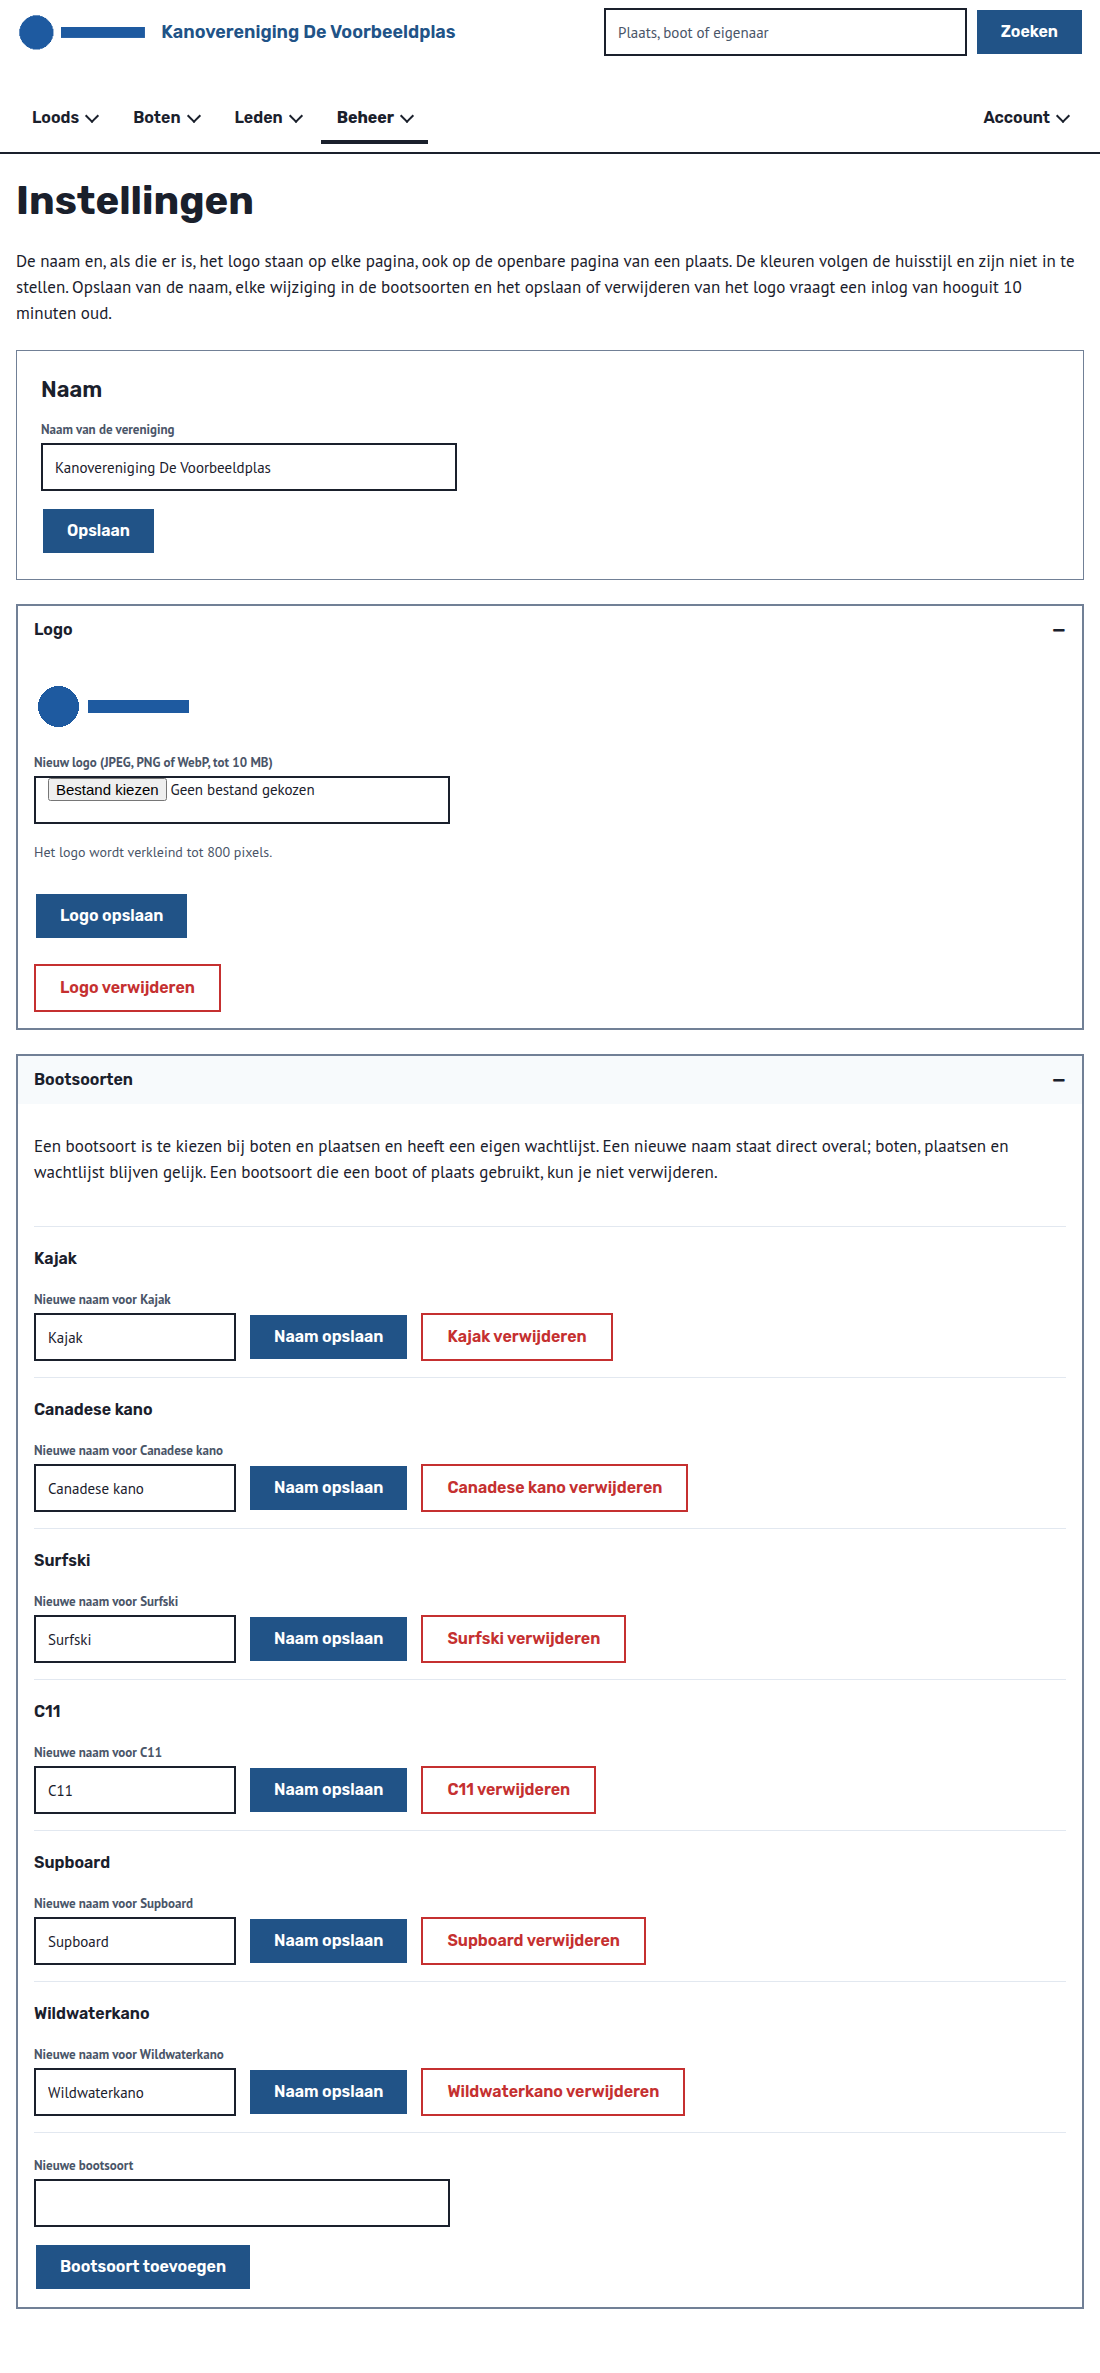 Kanovereniging De Voorbeeldplas
Plaats, boot of eigenaar
Zoeken
Loods
Boten
Leden
Beheer
Account
Instellingen
De naam en, als die er is, het logo staan op elke pagina, ook op de openbare pagina van een plaats. De kleuren volgen de huisstijl en zijn niet in te
stellen. Opslaan van de naam, elke wijziging in de bootsoorten en het opslaan of verwijderen van het logo vraagt een inlog van hooguit 10
minuten oud.
Naam
Naam van de vereniging
Kanovereniging De Voorbeeldplas
Opslaan
Logo
Nieuw logo (JPEG, PNG of WebP, tot 10 MB)
Bestand kiezen Geen bestand gekozen
Het logo wordt verkleind tot 800 pixels.
Logo opslaan
Logo verwijderen
Bootsoorten
Een bootsoort is te kiezen bij boten en plaatsen en heeft een eigen wachtlijst. Een nieuwe naam staat direct overal; boten, plaatsen en
wachtlijst blijven gelijk. Een bootsoort die een boot of plaats gebruikt, kun je niet verwijderen.
Kajak
Nieuwe naam voor Kajak
Kajak
Naam opslaan
Kajak verwijderen
Canadese kano
Nieuwe naam voor Canadese kano
Canadese kano
Naam opslaan
Canadese kano verwijderen
Surfski
Nieuwe naam voor Surfski
Surfski
Naam opslaan
Surfski verwijderen
C11
Nieuwe naam voor C11
C11
Naam opslaan
C11 verwijderen
Supboard
Nieuwe naam voor Supboard
Supboard
Naam opslaan
Supboard verwijderen
Wildwaterkano
Nieuwe naam voor Wildwaterkano
Wildwaterkano
Naam opslaan
Wildwaterkano verwijderen
Nieuwe bootsoort
Bootsoort toevoegen